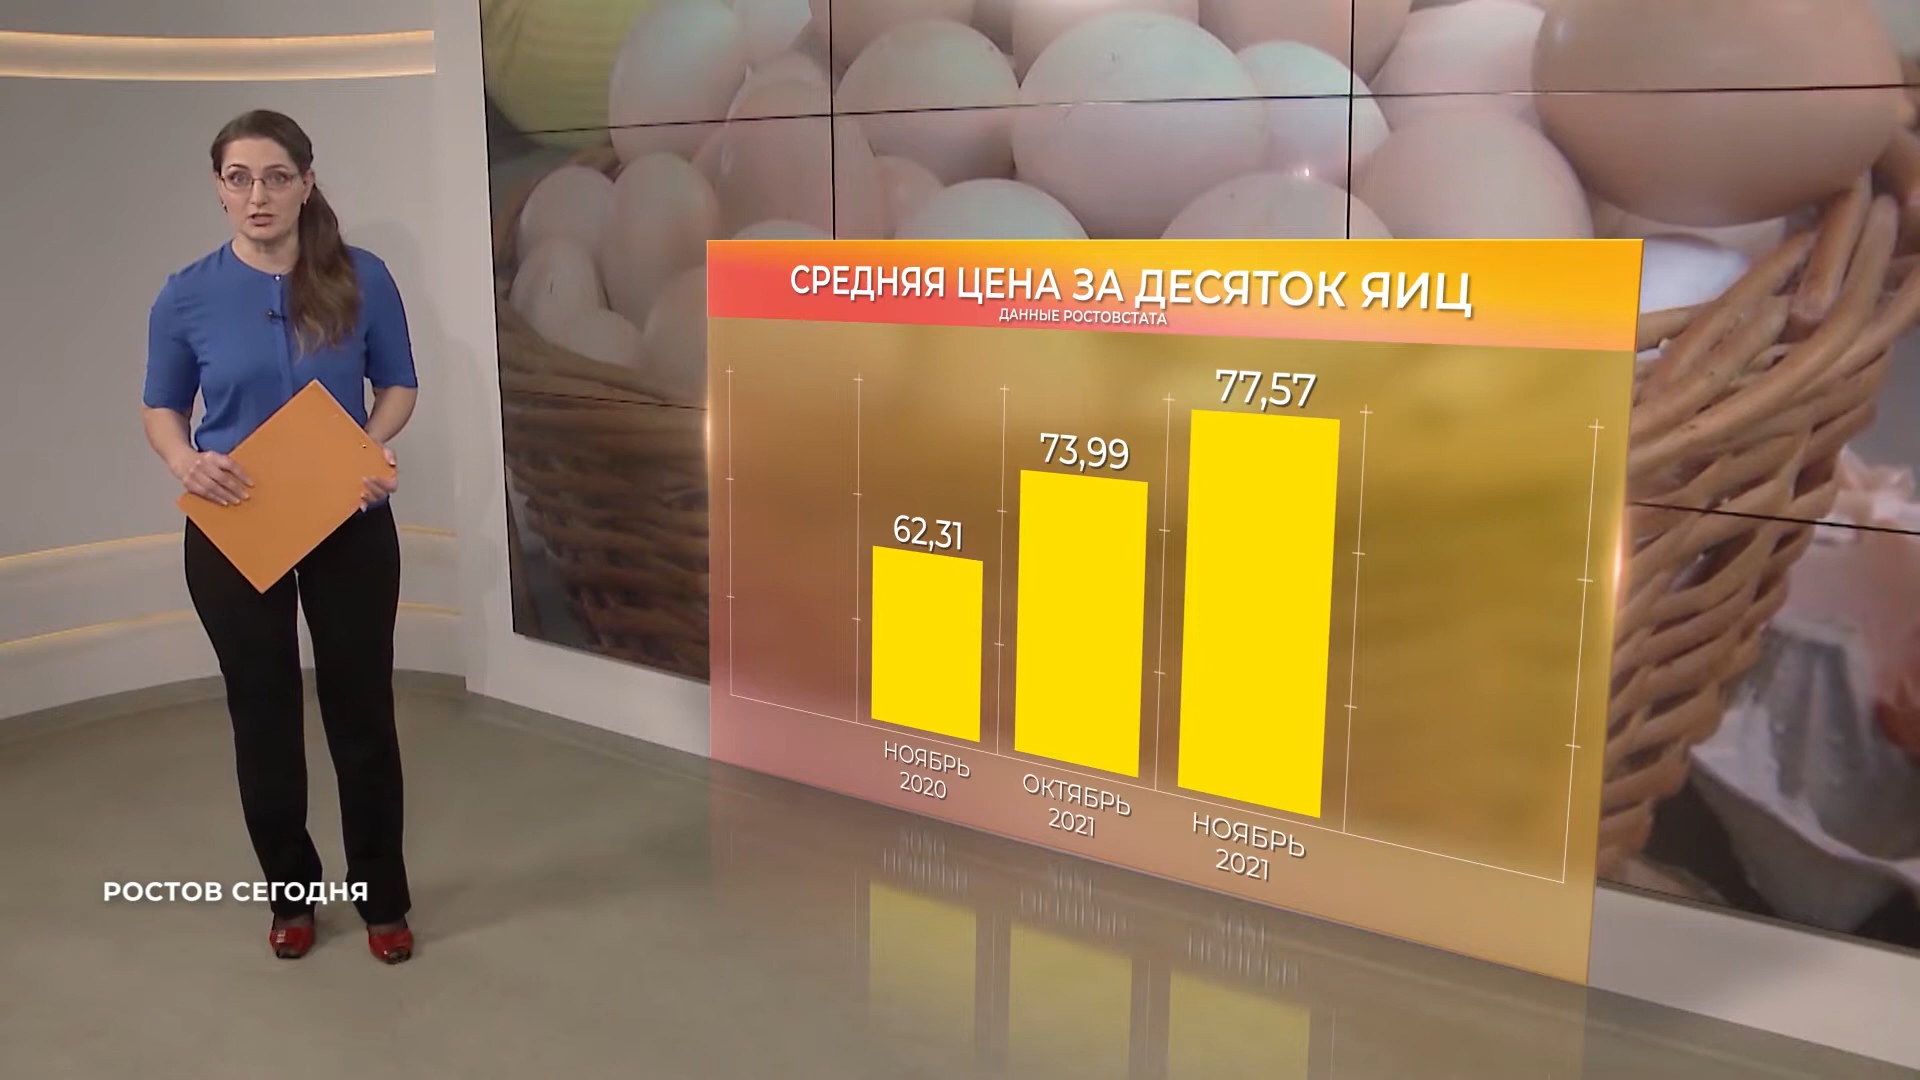 СРЕДНЯЯ ЦЕНА ЗА ДЕСЯТОК ЯИЦ
ДАННЫЕ РОСТОВСТАТА
62,31
73,99
77,57
НОЯБРЬ
2020
ОКТЯБРЬ
2021
НОЯБРЬ
2021
РОСТОВ СЕГОДНЯ